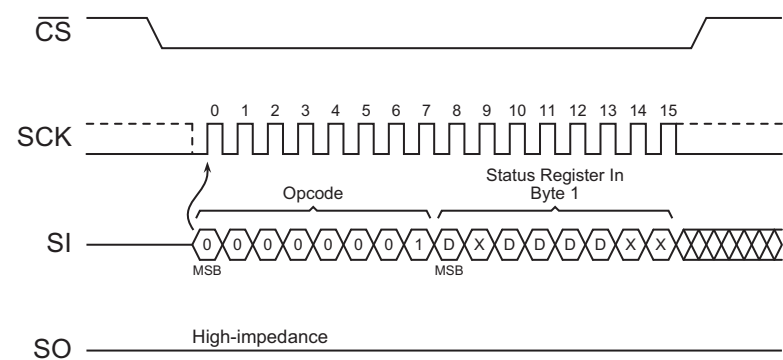 CS
0 1 2 3 4 5 6 7 8 9 10 11 12 13 14 15
SCK
Status Register In
Opcode Byte 1
SI 0 0 0 0 0 0 0 1 D X D D D D X X
MSB MSB
High-impedance
SO